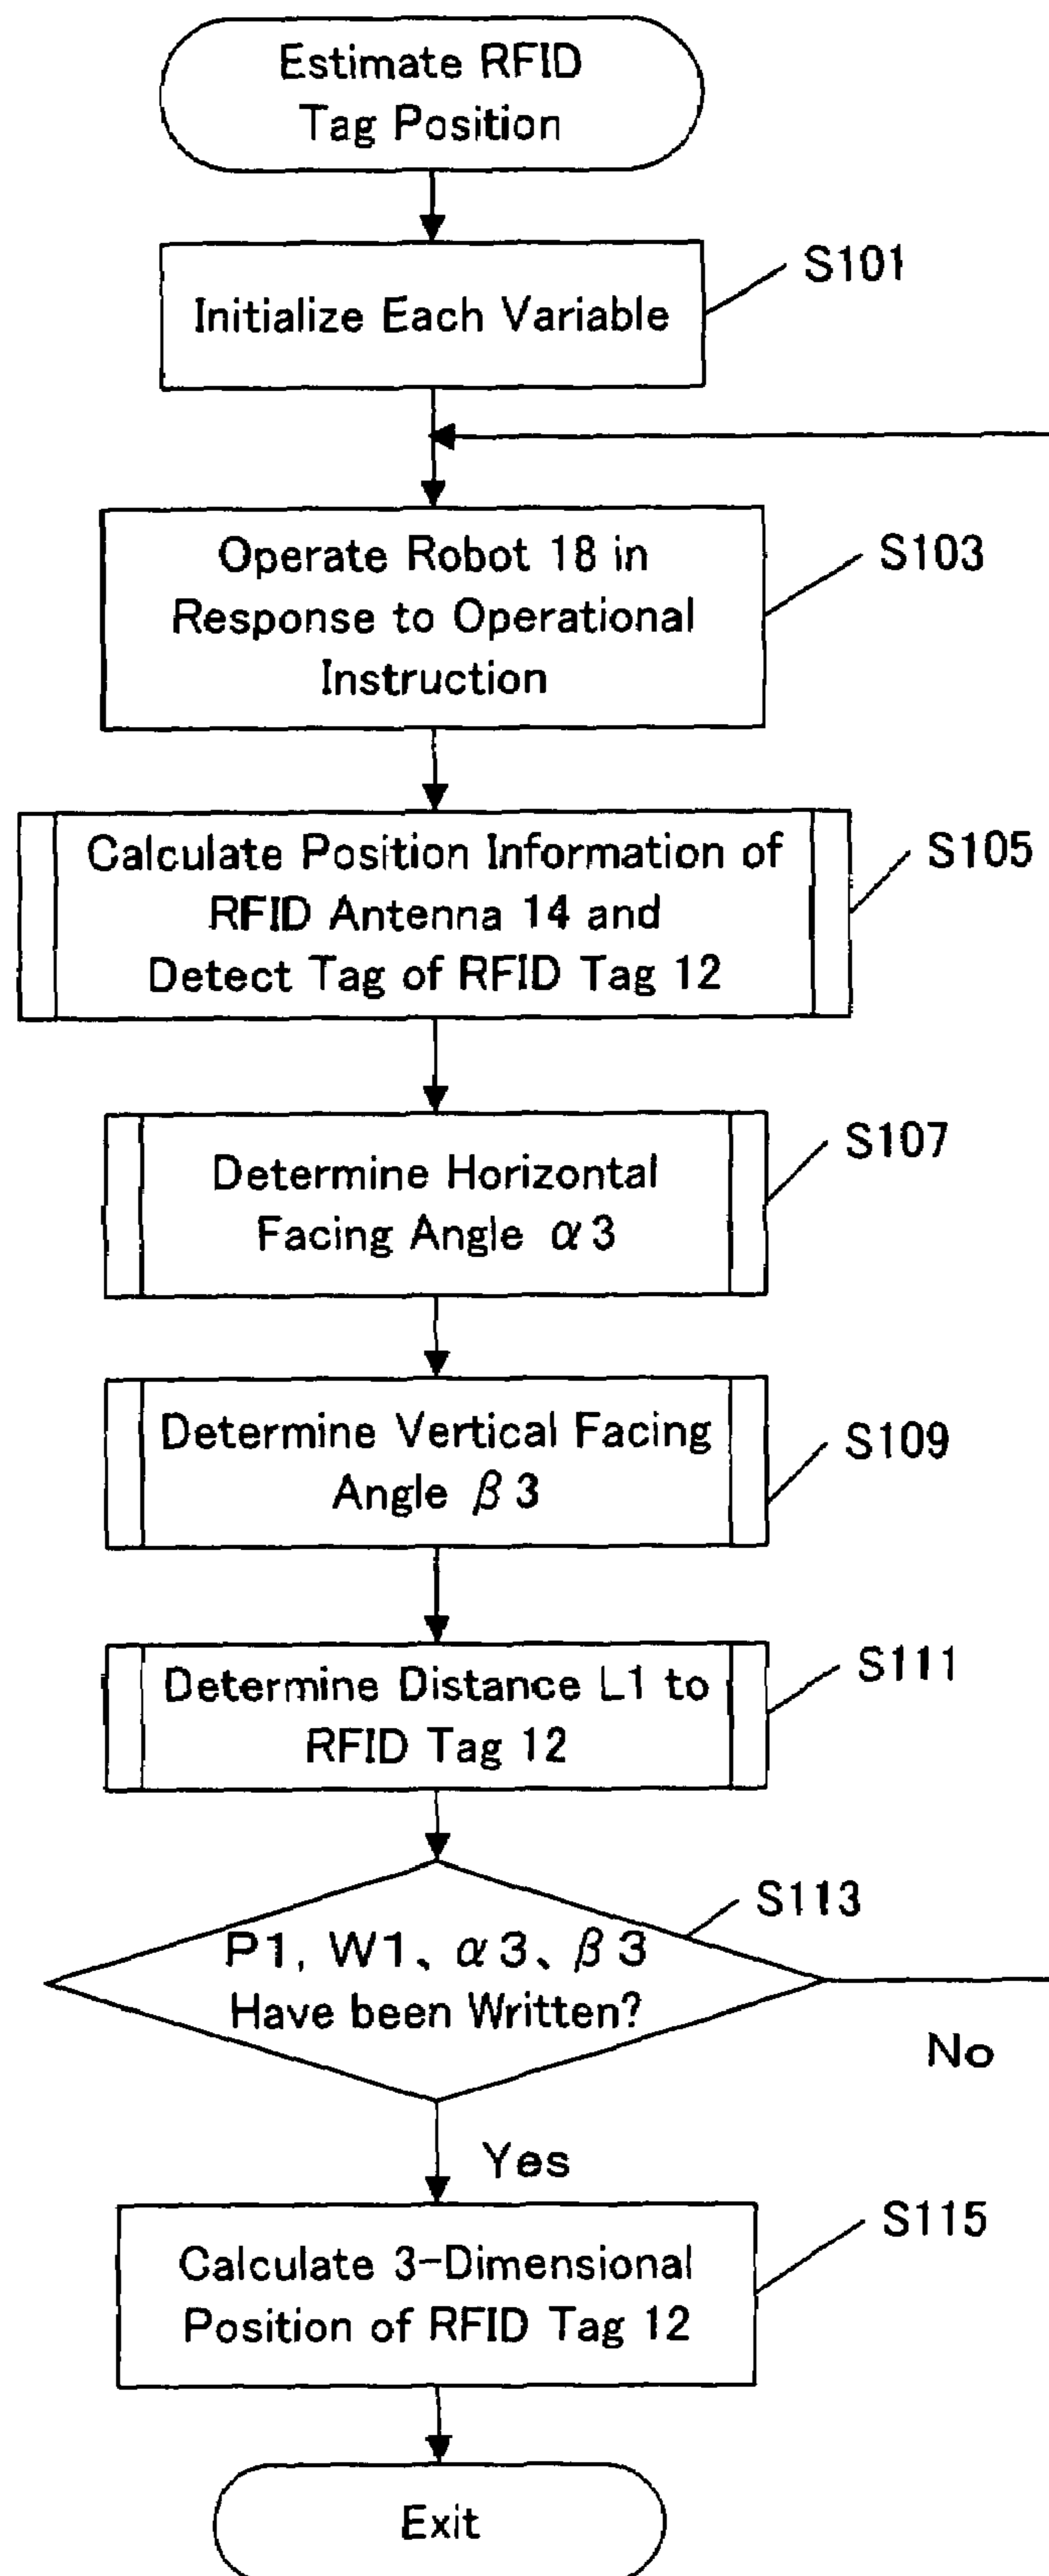 Estimate RFID
Tag Position
Initialize Each Variable
S101
Operate Robot 18 in
Response to Operational
Instruction
S103
Calculate Position Information of
RFID Antenna 14 and
Detect Tag of RFID Tag 12
S105
Determine Horizontal
Facing Angle α3
S107
Determine Vertical Facing
Angle β3
S109
Determine Distance L1 to
RFID Tag 12
S111
P1, W1、α3、β3
Have been Written?
S113
No
Yes
Calculate 3-Dimensional
Position of RFID Tag 12
S115
Exit